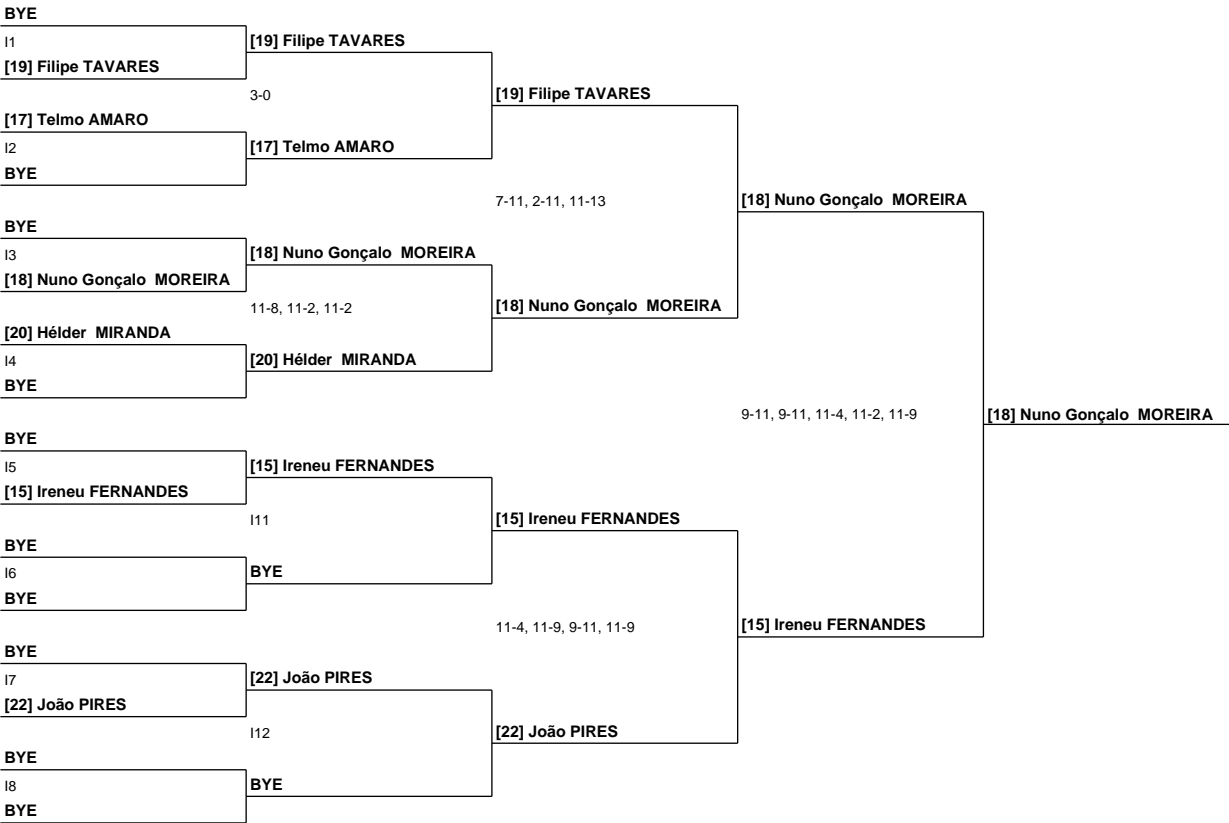 BYE
I1
[19] Filipe TAVARES
[19] Filipe TAVARES
3-0
[19] Filipe TAVARES
[17] Telmo AMARO
I2
[17] Telmo AMARO
BYE
7-11, 2-11, 11-13
[18] Nuno Gonçalo  MOREIRA
BYE
I3
[18] Nuno Gonçalo  MOREIRA
[18] Nuno Gonçalo  MOREIRA
11-8, 11-2, 11-2
[18] Nuno Gonçalo  MOREIRA
[20] Hélder  MIRANDA
I4
[20] Hélder  MIRANDA
BYE
9-11, 9-11, 11-4, 11-2, 11-9
[18] Nuno Gonçalo  MOREIRA
BYE
I5
[15] Ireneu FERNANDES
[15] Ireneu FERNANDES
I11
[15] Ireneu FERNANDES
BYE
I6
BYE
BYE
11-4, 11-9, 9-11, 11-9
[15] Ireneu FERNANDES
BYE
I7
[22] João PIRES
[22] João PIRES
I12
[22] João PIRES
BYE
I8
BYE
BYE